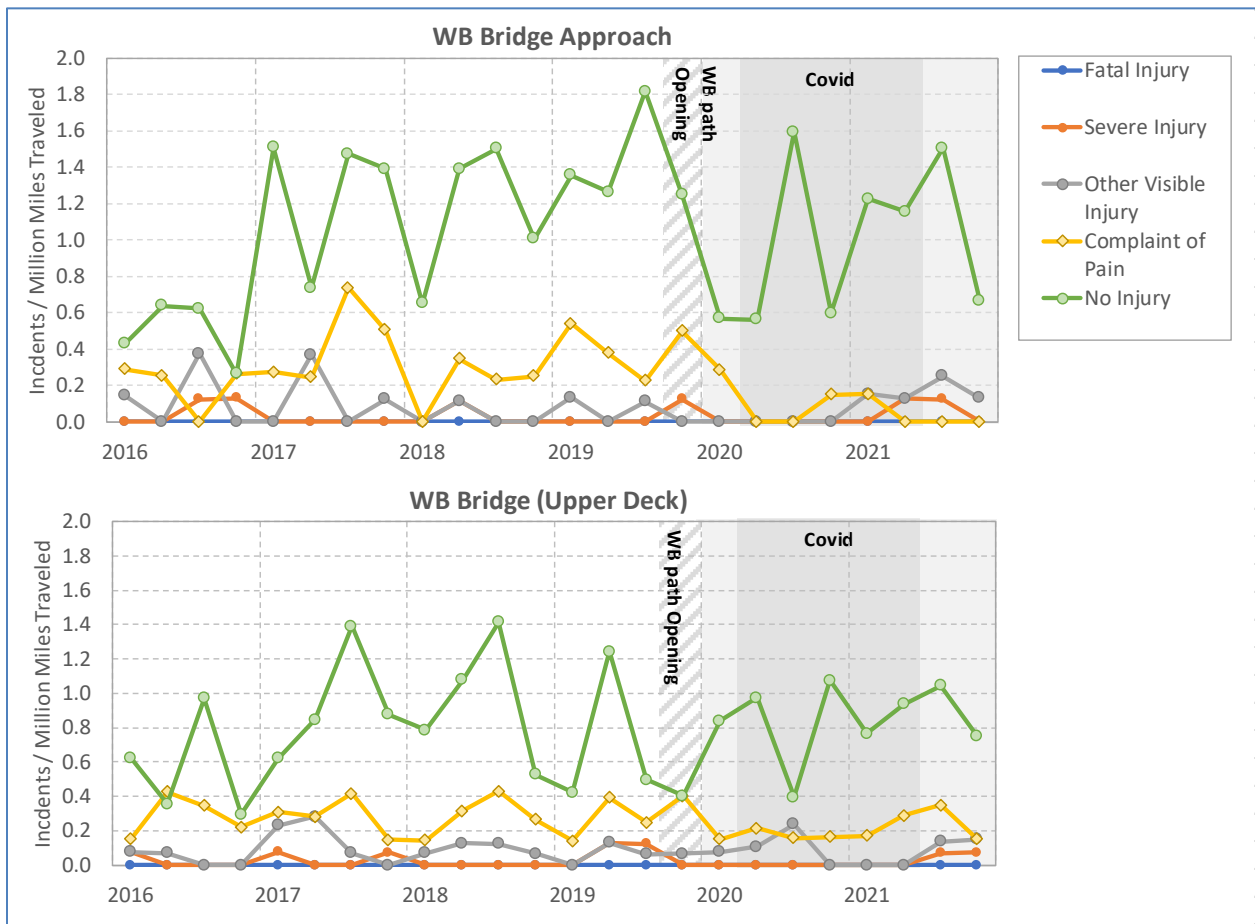 WB Bridge Approach
Incdents / Million Miles Traveled
2.0
1.8
1.6
1.4
1.2
1.0
0.8
0.6
0.4
0.2
0.0
WB path
Opening
Covid
2016
2017
2018
2019
2020
2021
Fatal Injury
Severe Injury
Other Visible
Injury
Complaint of
Pain
No Injury
WB Bridge (Upper Deck)
Incdents / Million Miles Traveled
2.0
1.8
1.6
1.4
1.2
1.0
0.8
0.6
0.4
0.2
0.0
WB path Opening
Covid
2016
2017
2018
2019
2020
2021